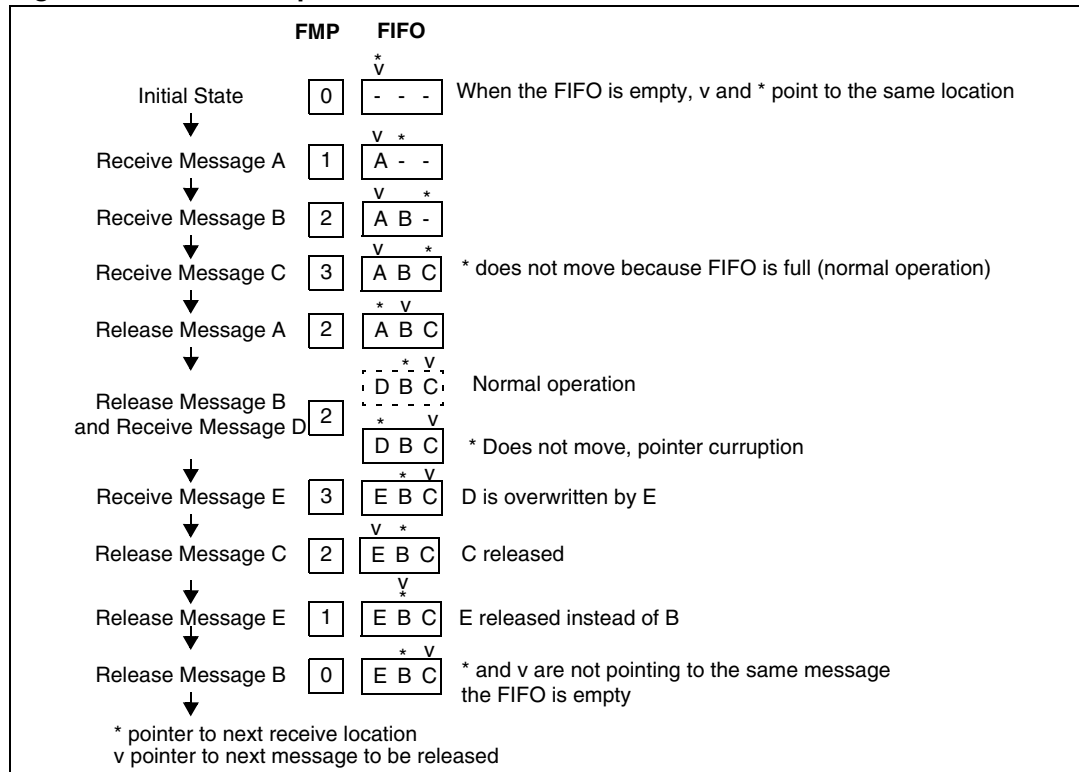 FMP FIFO
*
v
Initial State 0 - - - When the FIFO is empty, v and * point to the same location
v *
Receive Message A 1 A - -
v *
Receive Message B 2 A B -
v *
Receive Message C 3 A B C * does not move because FIFO is full (normal operation)
* v
Release Message A 2 A B C
* v
D B C Normal operation
Release Message B
and Receive Message D 2
* v
D B C * Does not move, pointer curruption
* v
Receive Message E 3 E B C D is overwritten by E
v *
Release Message C 2 E B C C released
v
*
Release Message E 1 E B C E released instead of B
* v
Release Message B 0 E B C * and v are not pointing to the same message
the FIFO is empty
* pointer to next receive location
v pointer to next message to be released